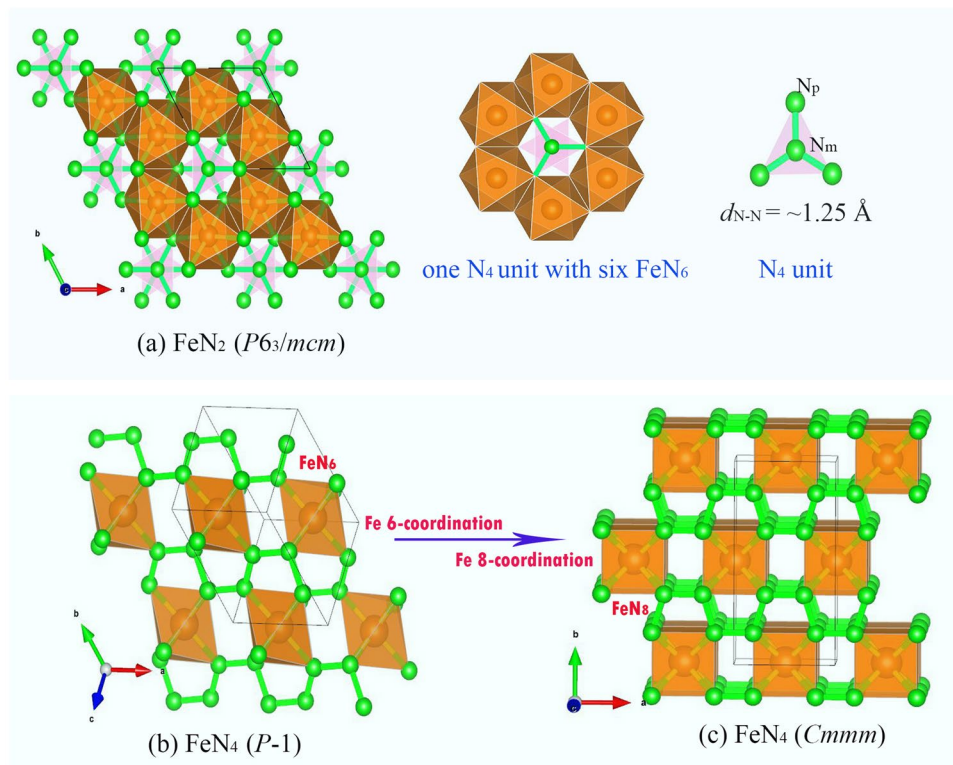 Np
Nm
dN-N = ~1.25 Å
one N4 unit with six FeN6
N4 unit
b
a
(a) FeN2 (P63/mcm)
FeN6
Fe 6-coordination
Fe 8-coordination
FeN8
b
a
c
b
a
(b) FeN4 (P-1)
(c) FeN4 (Cmmm)